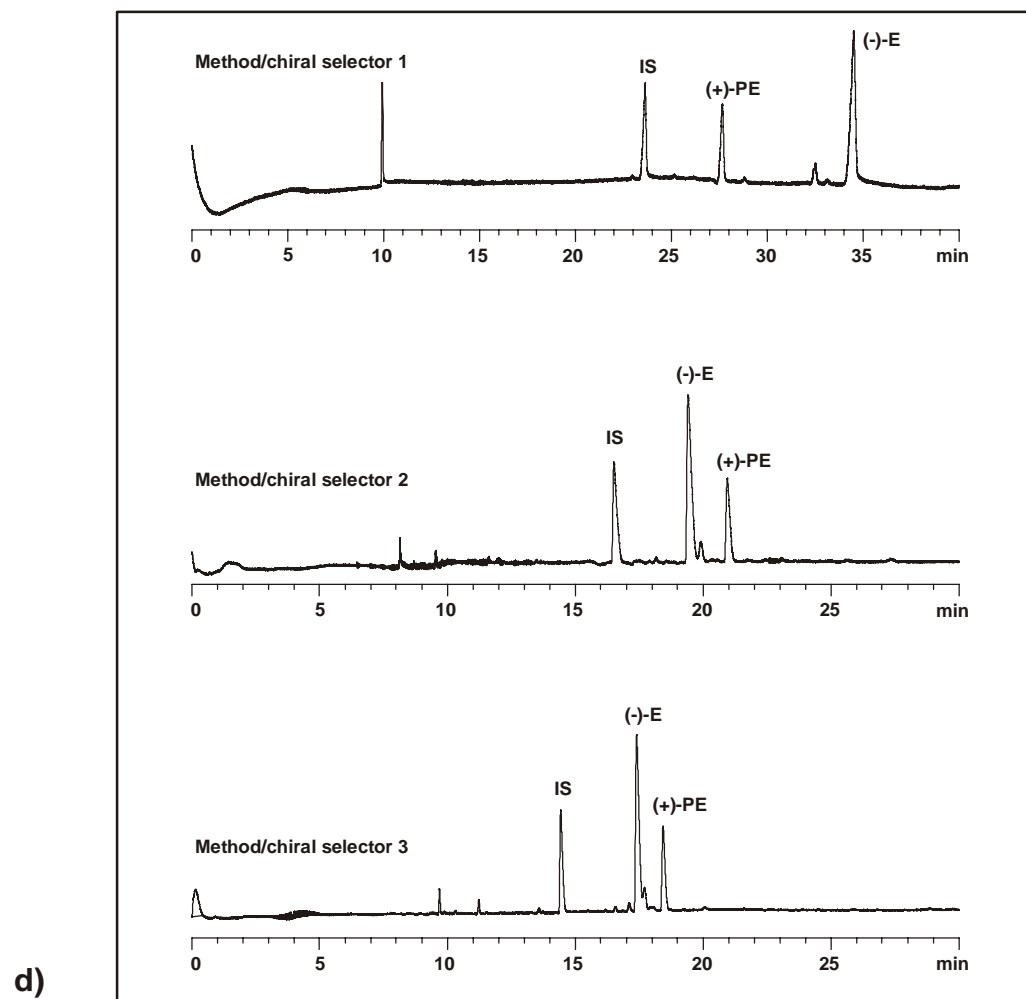 Method/chiral selector 1
IS
(+)-PE
(-)-E
0 5 10 15 20 25 30 35 min
Method/chiral selector 2
IS
(-)-E
(+)-PE
0 5 10 15 20 25 min
Method/chiral selector 3
IS
(-)-E
(+)-PE
0 5 10 15 20 25 min
d)